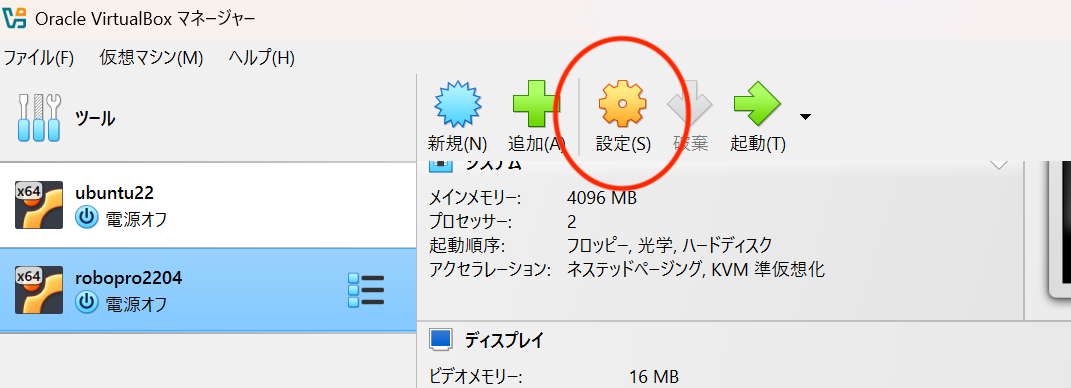 Oracle VirtualBox マネージャー
ファイル(F) 仮想マシン(M) ヘルプ(H)
ツール
新規(N) 追加(A) 設定(S) 破棄 起動(T)
x64
ubuntu22
電源オフ
x64
robopro2204
電源オフ
システム
メインメモリー: 4096 MB
プロセッサー: 2
起動順序: フロッピー, 光学, ハードディスク
アクセラレーション: ネステッドページング, KVM 準仮想化
ディスプレイ
ビデオメモリー: 16 MB